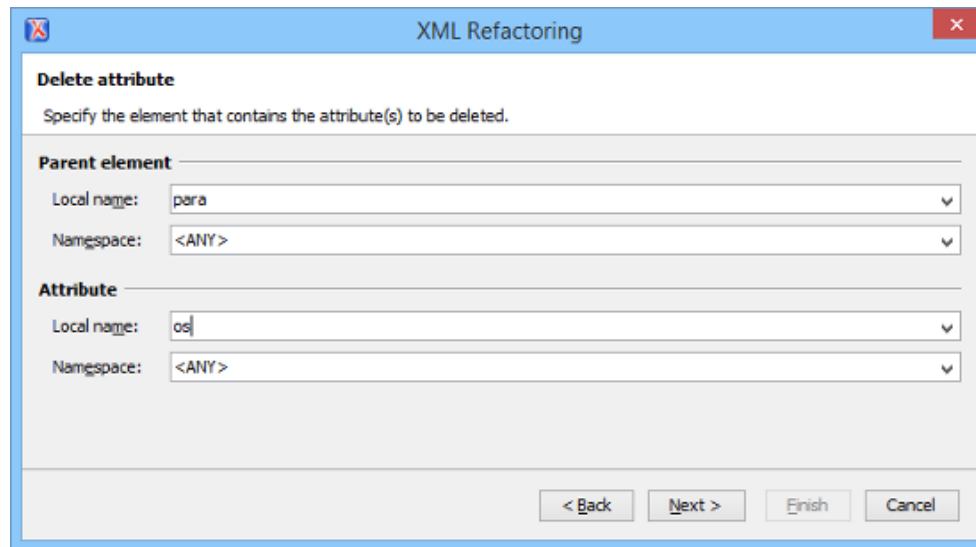 XML Refactoring
Delete attribute
Specify the element that contains the attribute(s) to be deleted.
Parent element
Local name: para
Namespace: <ANY>
Attribute
Local name: os
Namespace: <ANY>
< Back Next > Finish Cancel